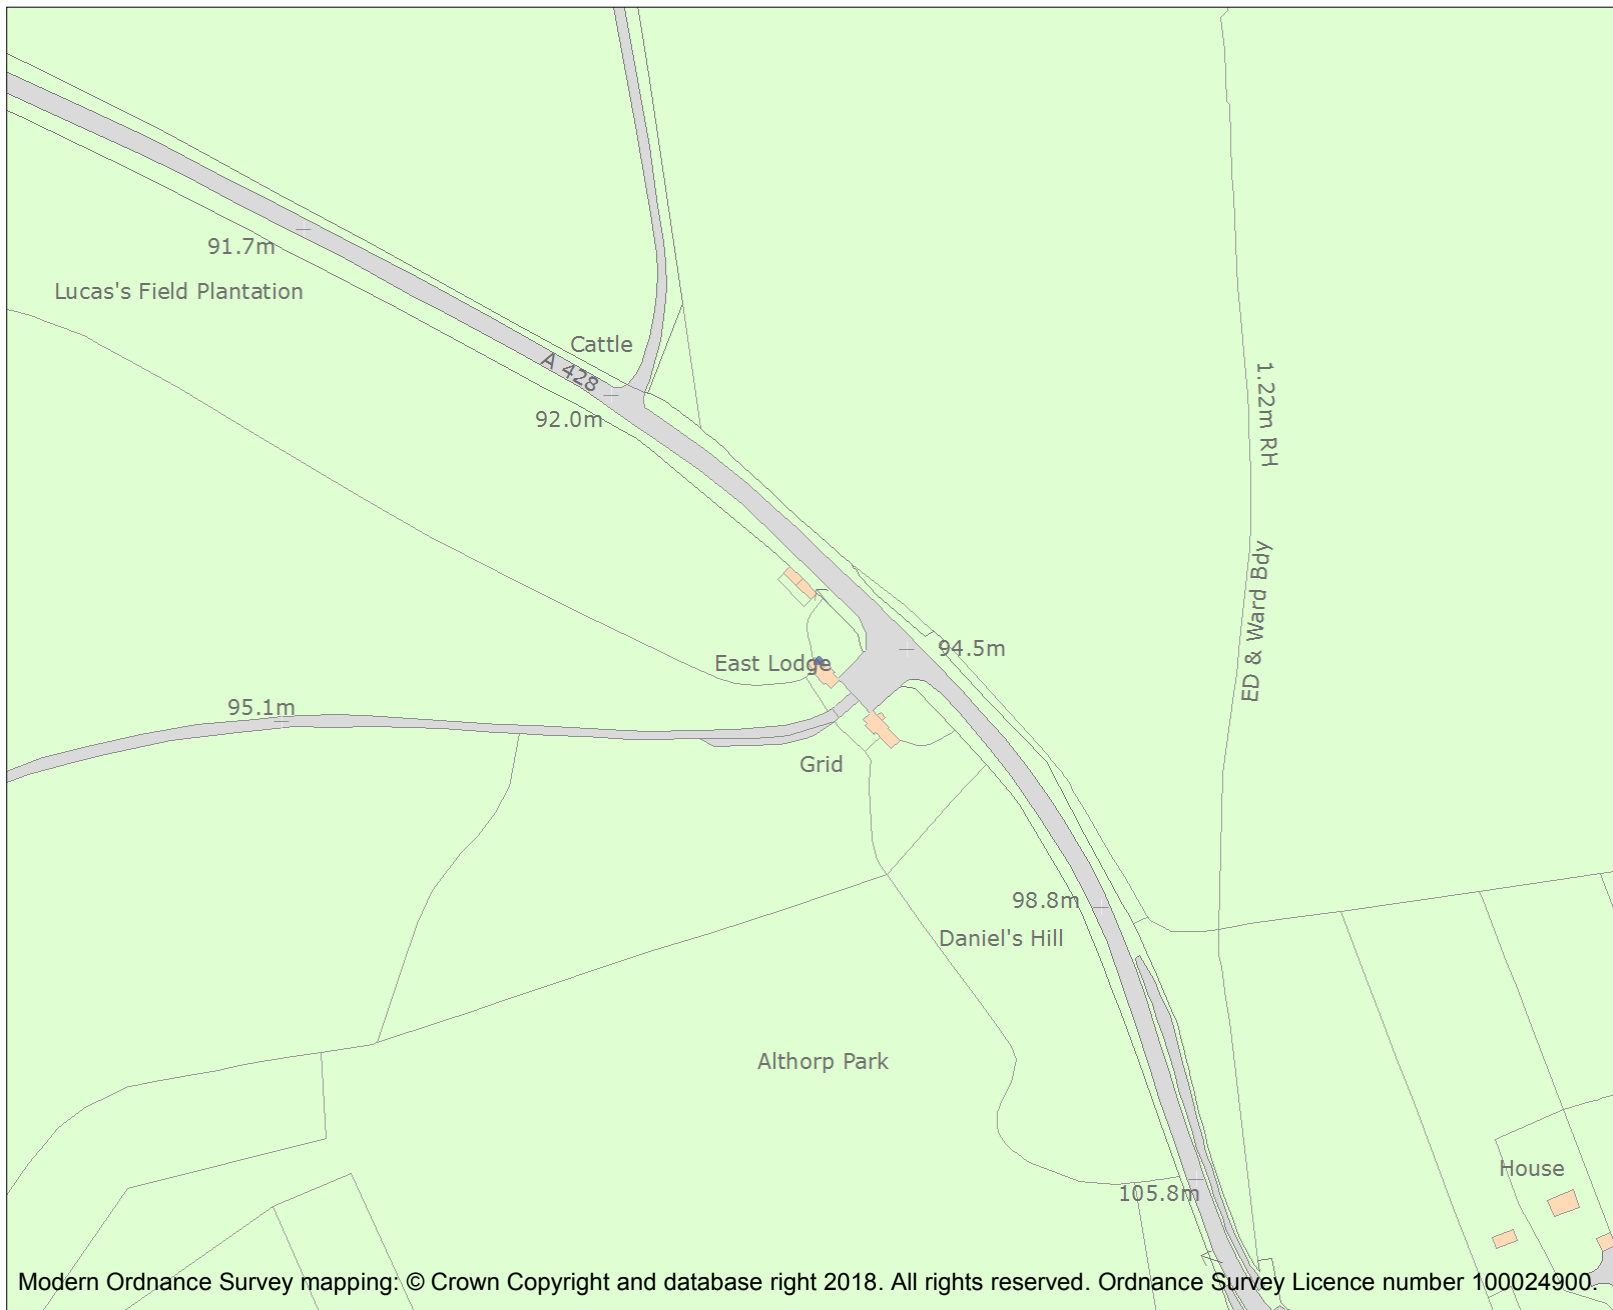 91.7m
Lucas's Field Plantation
Cattle
A 428
92.0m
1.22m RH
ED & Ward Bdy
94.5m
East Lodge
95.1m
Grid
98.8m
Daniel's Hill
Althorp Park
House
105.8m
Modern Ordnance Survey mapping: © Crown Copyright and database right 2018. All rights reserved. Ordnance Survey Licence number 100024900.